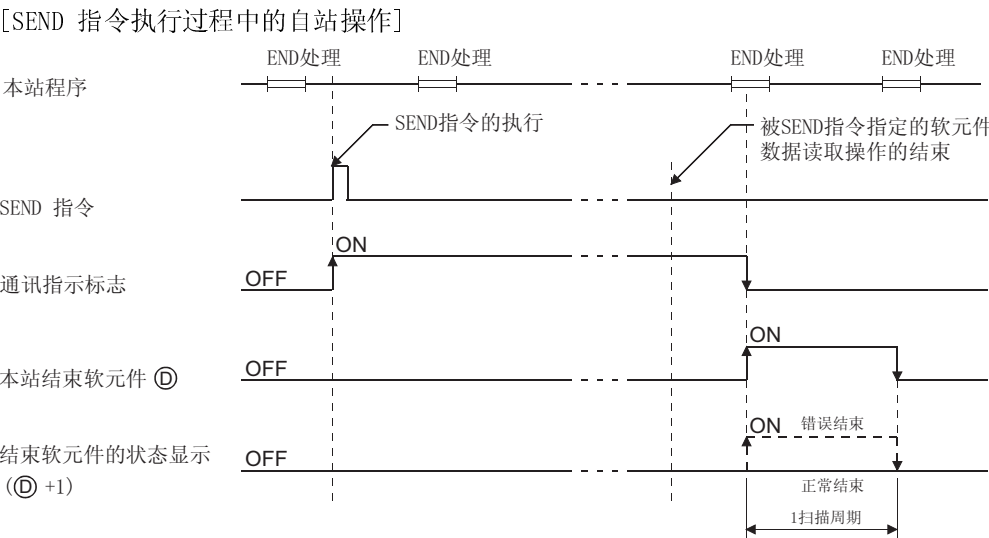 [SEND 指令执行过程中的自站操作]
END处理 END处理 END处理 END处理
本站程序
SEND指令的执行
被SEND指令指定的软元件
数据读取操作的结束
SEND 指令
ON
通讯指示标志
OFF
ON
本站结束软元件 Ⓓ
OFF
ON 错误结束
结束软元件的状态显示
OFF
(Ⓓ +1)
正常结束
1扫描周期